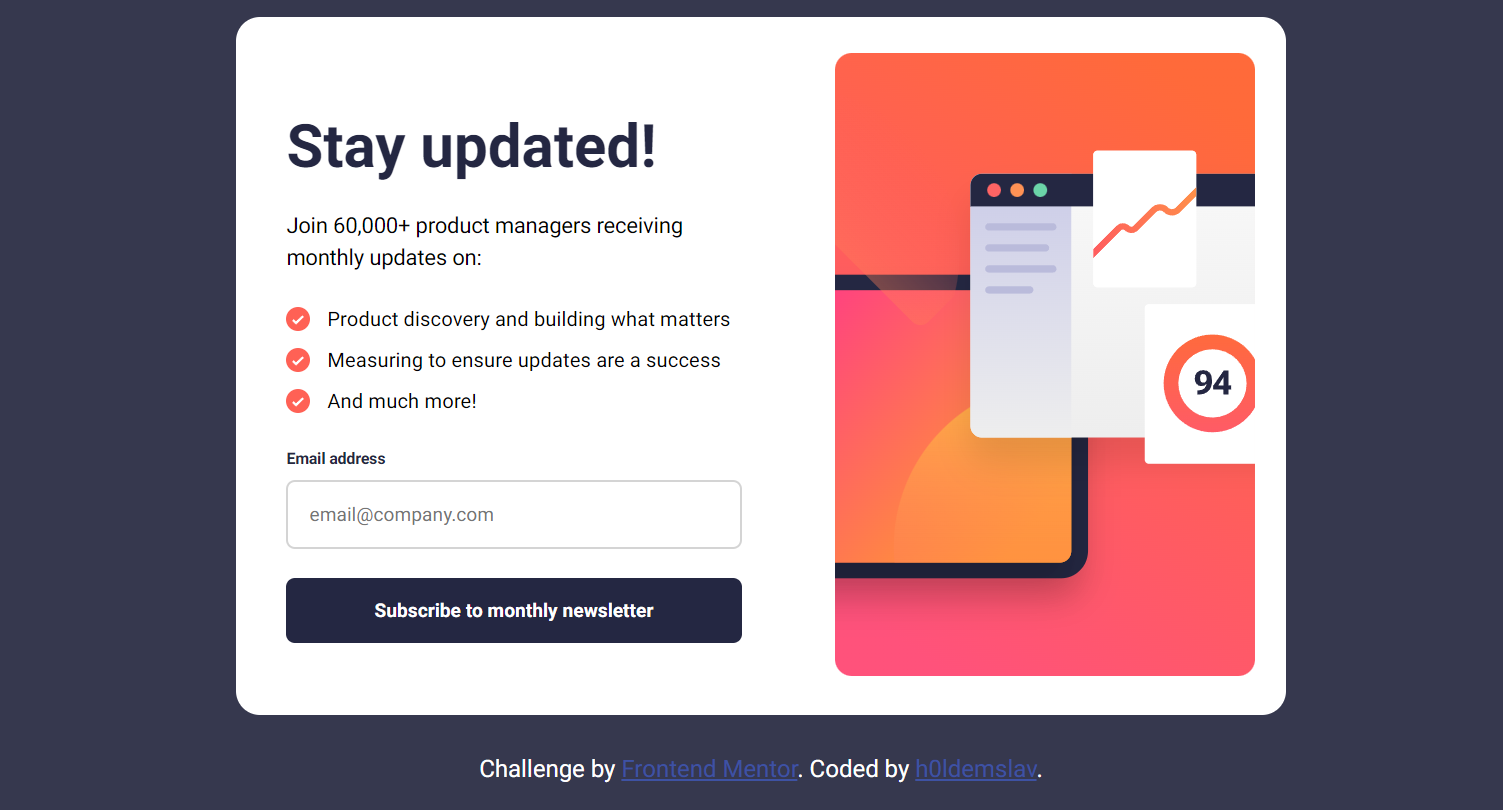 Stay updated!
Join 60,000+ product managers receiving
monthly updates on:
Product discovery and building what matters
Measuring to ensure updates are a success
And much more!
Email address
email@company.com
Subscribe to monthly newsletter
94
Challenge by Frontend Mentor. Coded by h0ldemslav.